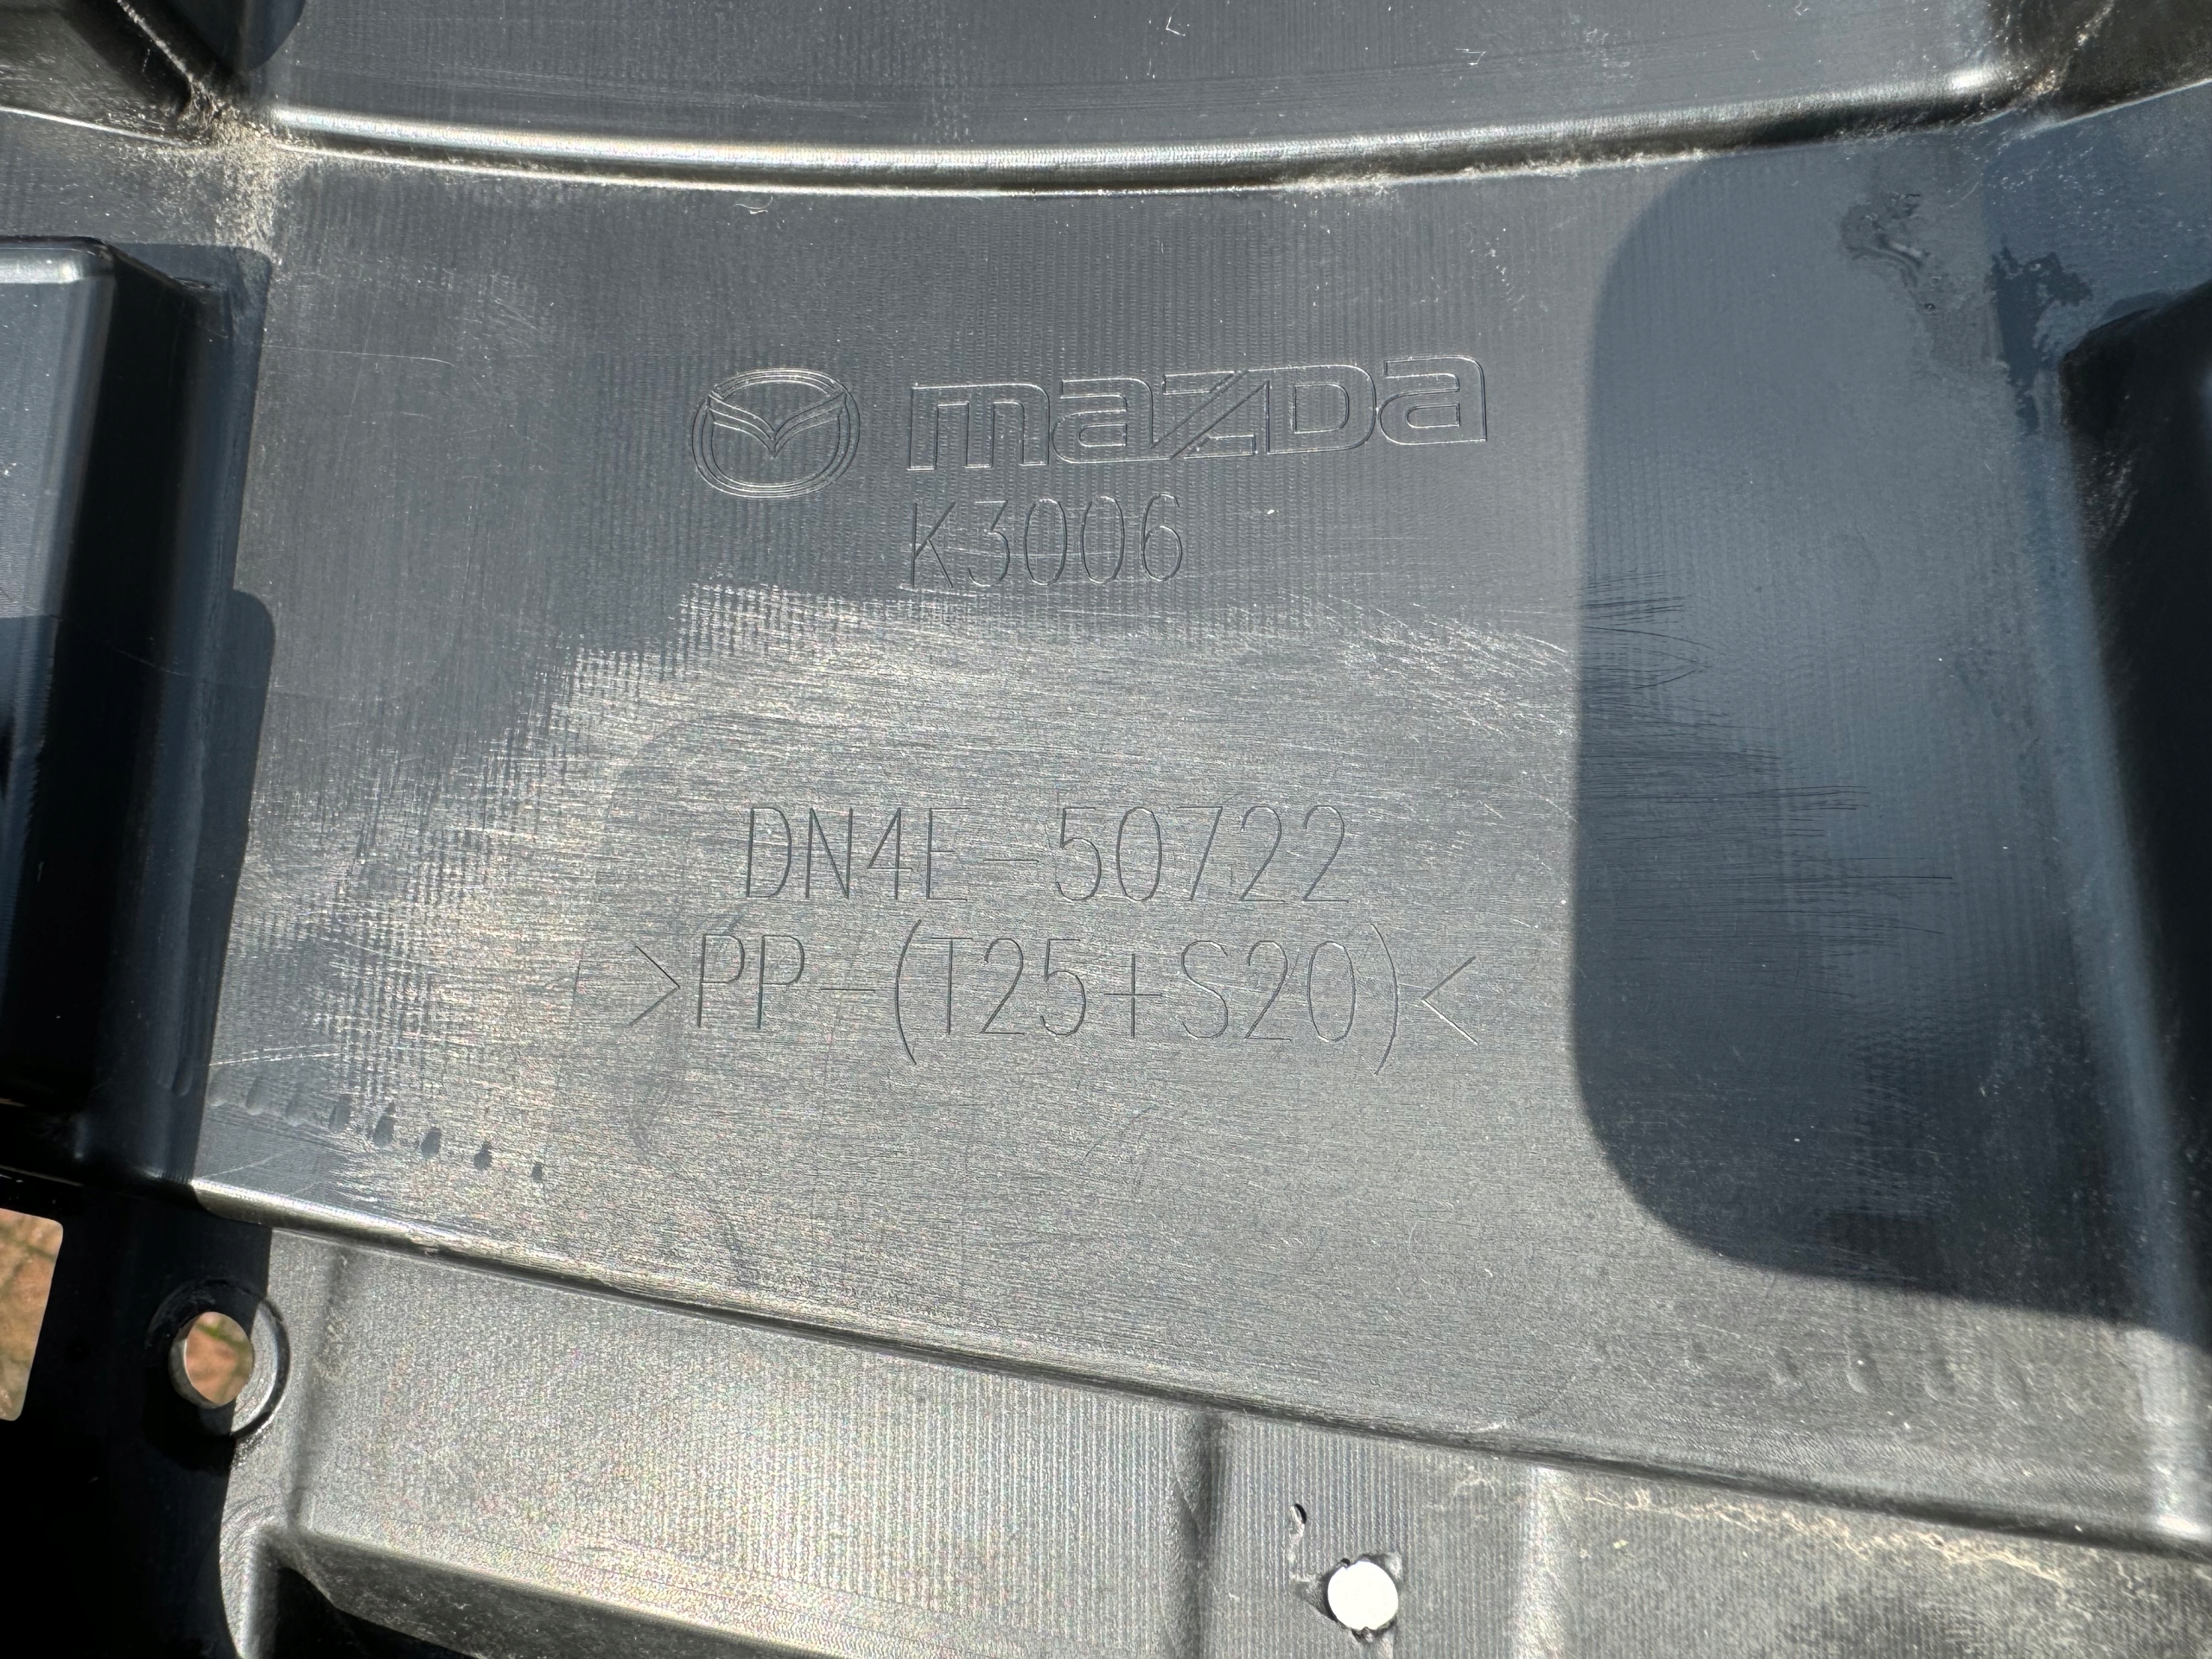 mazda
K3006
DN4E-50722
>PP-(T25+S20)<